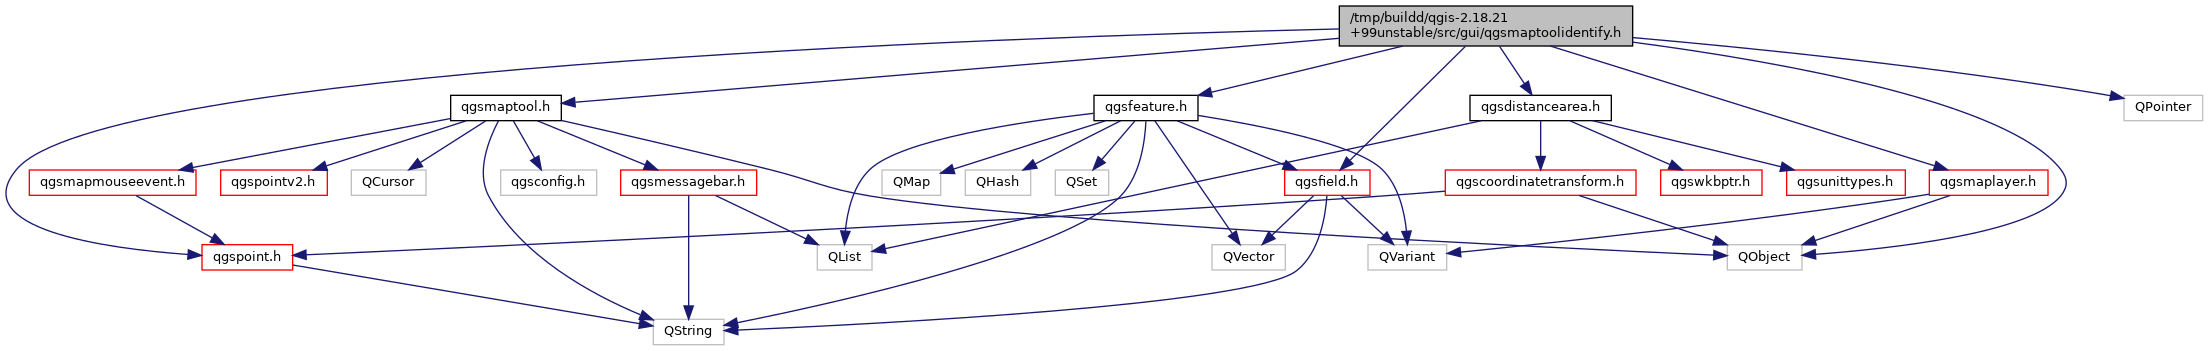 /tmp/buildd/qgis-2.18.21
+99unstable/src/gui/qgsmaptoolidentify.h
qgsmaptool.h
qgsfeature.h
qgsdistancearea.h
QPointer
qgsmapmouseevent.h
qgspointv2.h
QCursor
qgsconfig.h
qgsmessagebar.h
QMap
QHash
QSet
qgsfield.h
qgscoordinatetransform.h
qgswkbptr.h
qgsunittypes.h
qgsmaplayer.h
qgspoint.h
QList
QVector
QVariant
QObject
QString